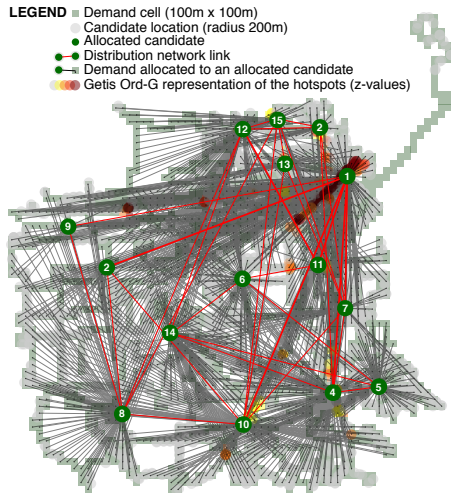 LEGEND Demand cell (100m x 100m)
Candidate location (radius 200m)
Allocated candidate
Distribution network link
Demand allocated to an allocated candidate
Getis Ord-G representation of the hotspots (z-values)
15
12
2
13
1
9
2
11
6
7
14
4
5
8
10